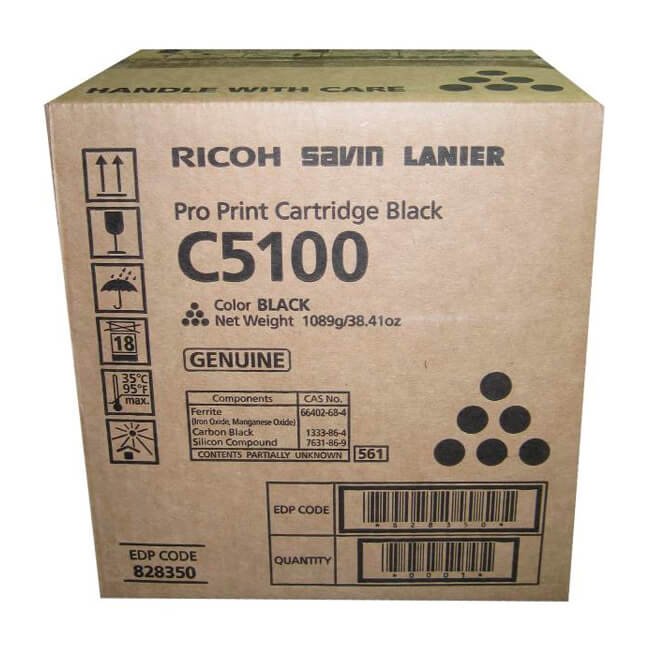 HANDLE WITH CARE
RICOH SAVIN LANIER
Pro Print Cartridge Black
C5100
Color BLACK
Net Weight 1089g/38.41oz
GENUINE
18
35°C
95°F
max.
Components CAS No.
Ferrite 66402-68-4
(Iron Oxide, Manganese Oxide)
Carbon Black 1333-86-4
Silicon Compound 7631-86-9
CONTENTS PARTIALLY UNKNOWN 561
EDP CODE
*828350*
QUANTITY
*0001*
EDP CODE
828350